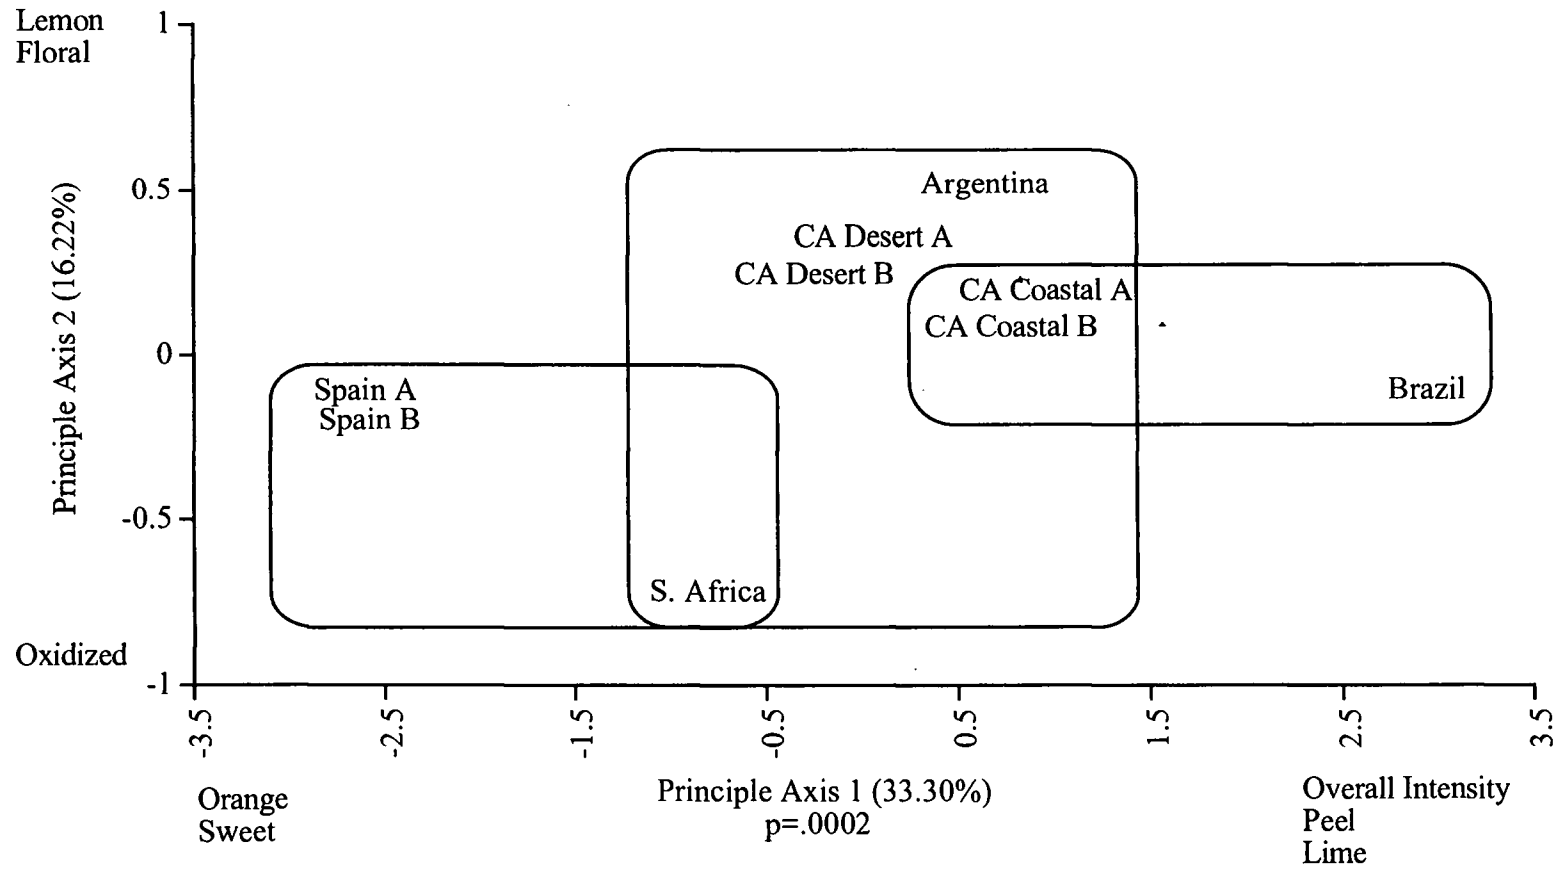 Lemon
Floral
1
0.5
0
-0.5
-1
Oxidized
Principle Axis 2 (16.22%)
Argentina
CA Desert A
CA Desert B
CA Coastal A
CA Coastal B
Brazil
Spain A
Spain B
S. Africa
-3.5
-2.5
-1.5
-0.5
0.5
1.5
2.5
3.5
Orange
Sweet
Principle Axis 1 (33.30%)
p=.0002
Overall Intensity
Peel
Lime